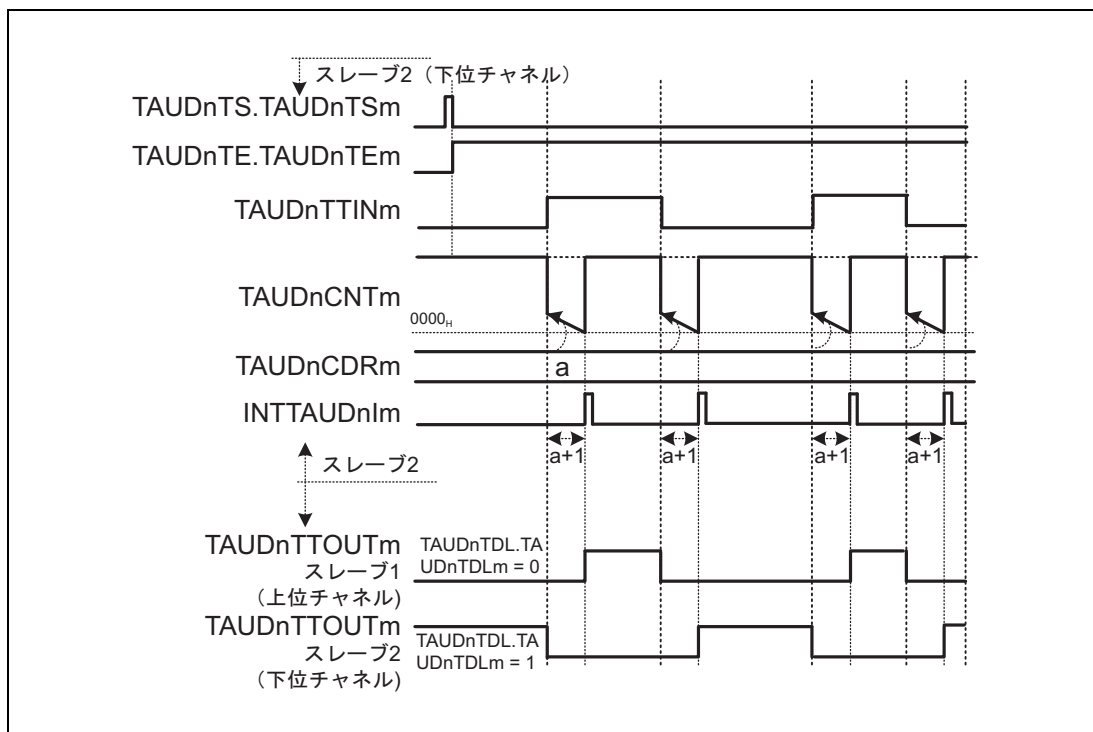 スレーブ2（下位チャネル）
TAUDnTS.TAUDnTSm
TAUDnTE.TAUDnTEm
TAUDnTTINm
TAUDnCNTm
0000H
TAUDnCDRm
a
INTTAUDnIm
a+1 a+1 a+1 a+1
スレーブ2
TAUDnTTOUTm
スレーブ1
（上位チャネル)
TAUDnTDL.TA
UDnTDLm = 0
TAUDnTTOUTm
スレーブ2
（下位チャネル)
TAUDnTDL.TA
UDnTDLm = 1